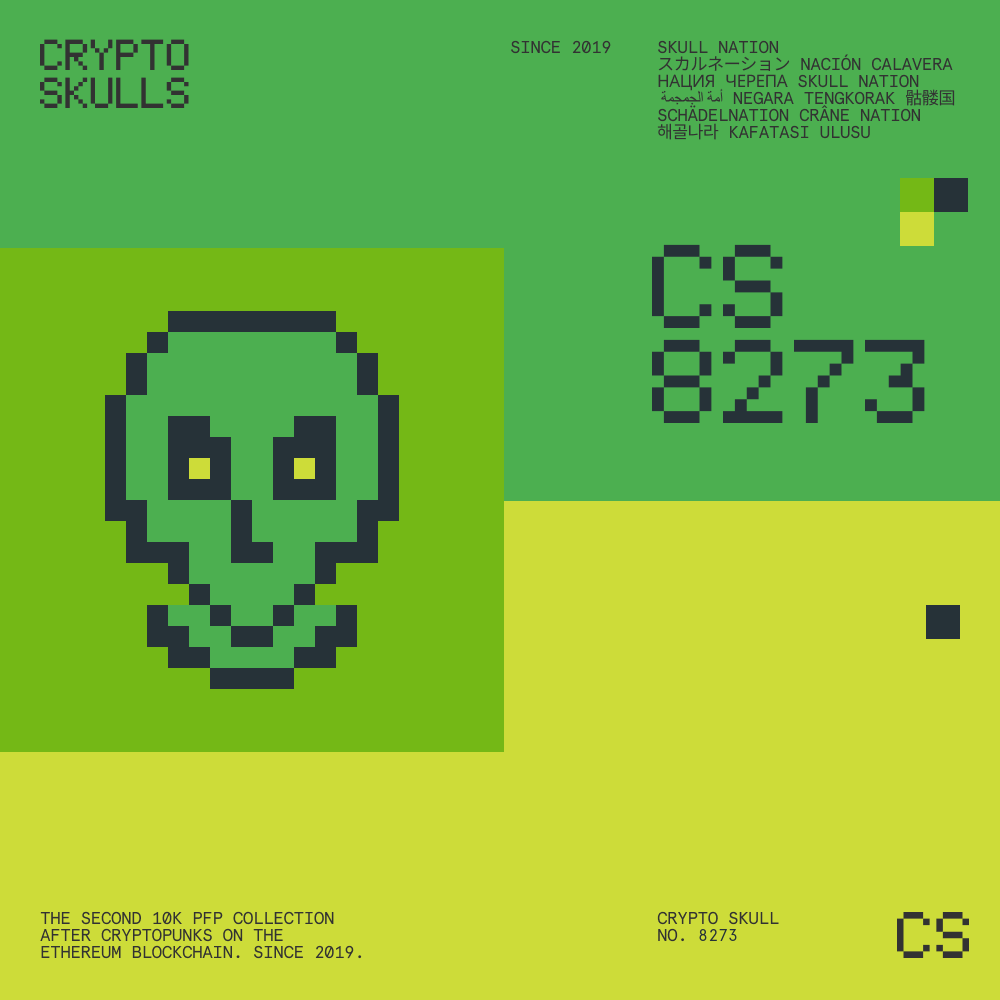 CRYPTO
SKULLS
SINCE 2019
SKULL NATION
スカルネーション NACIÓN CALAVERA
НАЦИЯ ЧЕРЕПА SKULL NATION
أمة الجمجمة NEGARA TENGKORAK 骷髅国
SCHÄDELNATION CRÂNE NATION
해골나라 KAFATASI ULUSU
CS
8273
THE SECOND 10K PFP COLLECTION
AFTER CRYPTOPUNKS ON THE
ETHEREUM BLOCKCHAIN. SINCE 2019.
CRYPTO SKULL
NO. 8273
CS